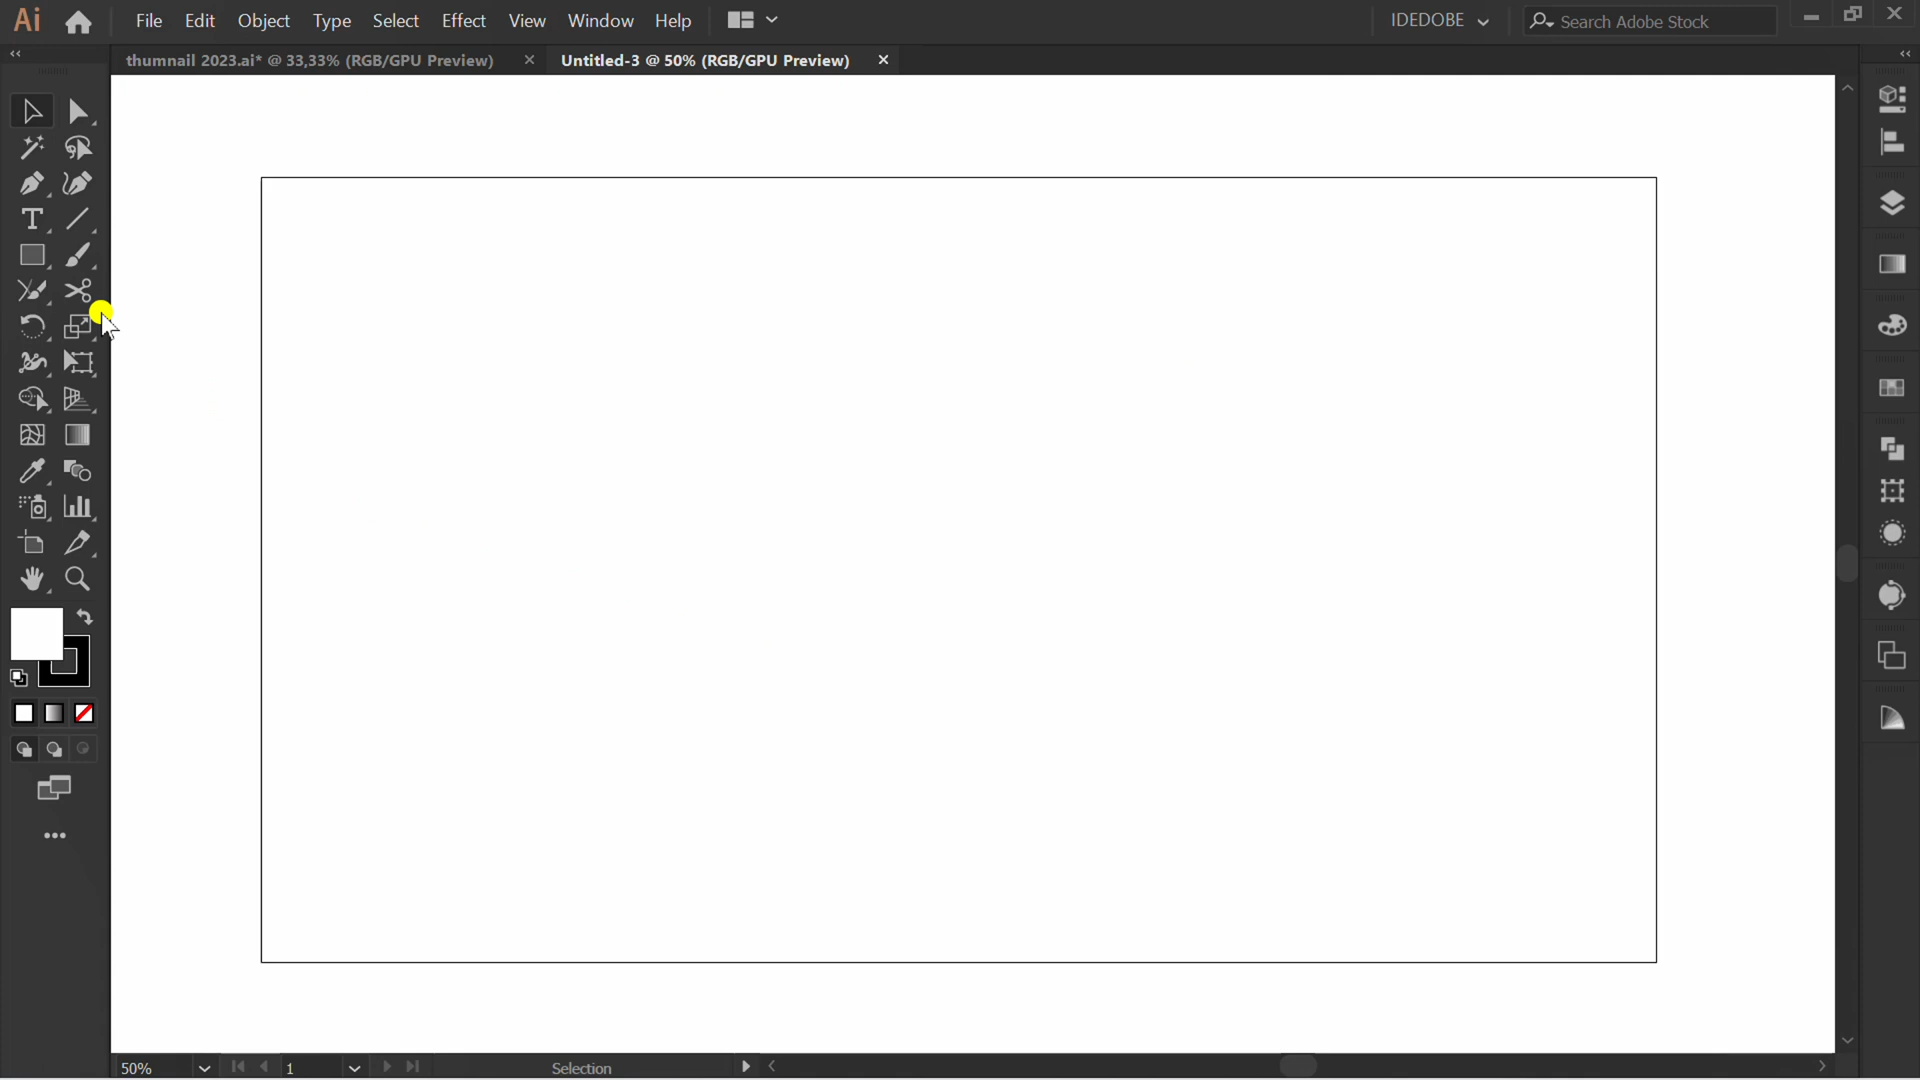 Ai File Edit Object Type Select Effect View Window Help IDEDOBE Search Adobe Stock
thumnail 2023.ai* @ 33,33% (RGB/GPU Preview) Untitled-3 @ 50% (RGB/GPU Preview)
50% 1 Selection